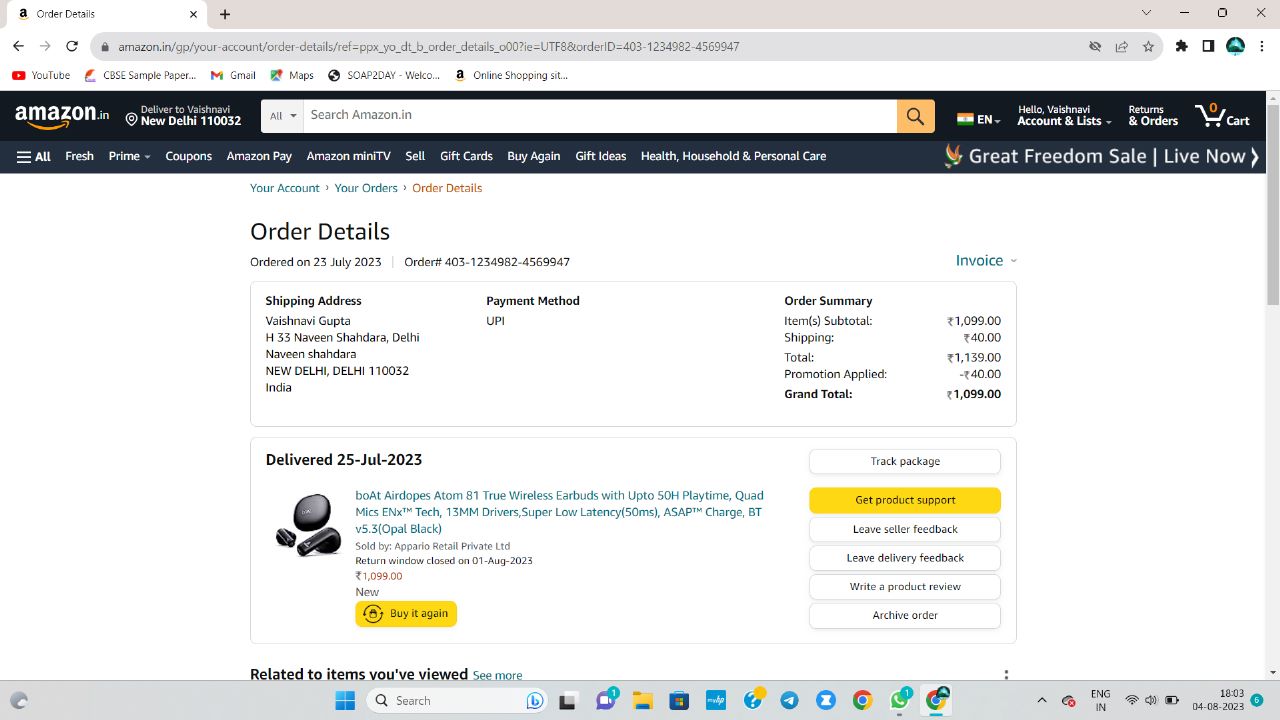 Order Details
amazon.in/gp/your-account/order-details/ref=ppx_yo_dt_b_order_details_o00?ie=UTF8&orderID=403-1234982-4569947
YouTube CBSE Sample Paper... Gmail Maps SOAP2DAY - Welco... Online Shopping sit...
amazon.in
Deliver to Vaishnavi
New Delhi 110032
All
Search Amazon.in
EN
Hello, Vaishnavi
Account & Lists
Returns
& Orders
0
Cart
All Fresh Prime Coupons Amazon Pay Amazon miniTV Sell Gift Cards Buy Again Gift Ideas Health, Household & Personal Care
Great Freedom Sale | Live Now
Your Account › Your Orders › Order Details
Order Details
Ordered on 23 July 2023 | Order# 403-1234982-4569947
Invoice
Shipping Address
Vaishnavi Gupta
H 33 Naveen Shahdara, Delhi
Naveen shahdara
NEW DELHI, DELHI 110032
India
Payment Method
UPI
Order Summary
Item(s) Subtotal: ₹1,099.00
Shipping: ₹40.00
Total: ₹1,139.00
Promotion Applied: -₹40.00
Grand Total: ₹1,099.00
Delivered 25-Jul-2023
boAt Airdopes Atom 81 True Wireless Earbuds with Upto 50H Playtime, Quad
Mics ENx™ Tech, 13MM Drivers,Super Low Latency(50ms), ASAP™ Charge, BT
v5.3(Opal Black)
Sold by: Appario Retail Private Ltd
Return window closed on 01-Aug-2023
₹1,099.00
New
Buy it again
Track package
Get product support
Leave seller feedback
Leave delivery feedback
Write a product review
Archive order
Related to items you've viewed See more
Search
1
myhp
1
ENG
IN
18:03
04-08-2023
6